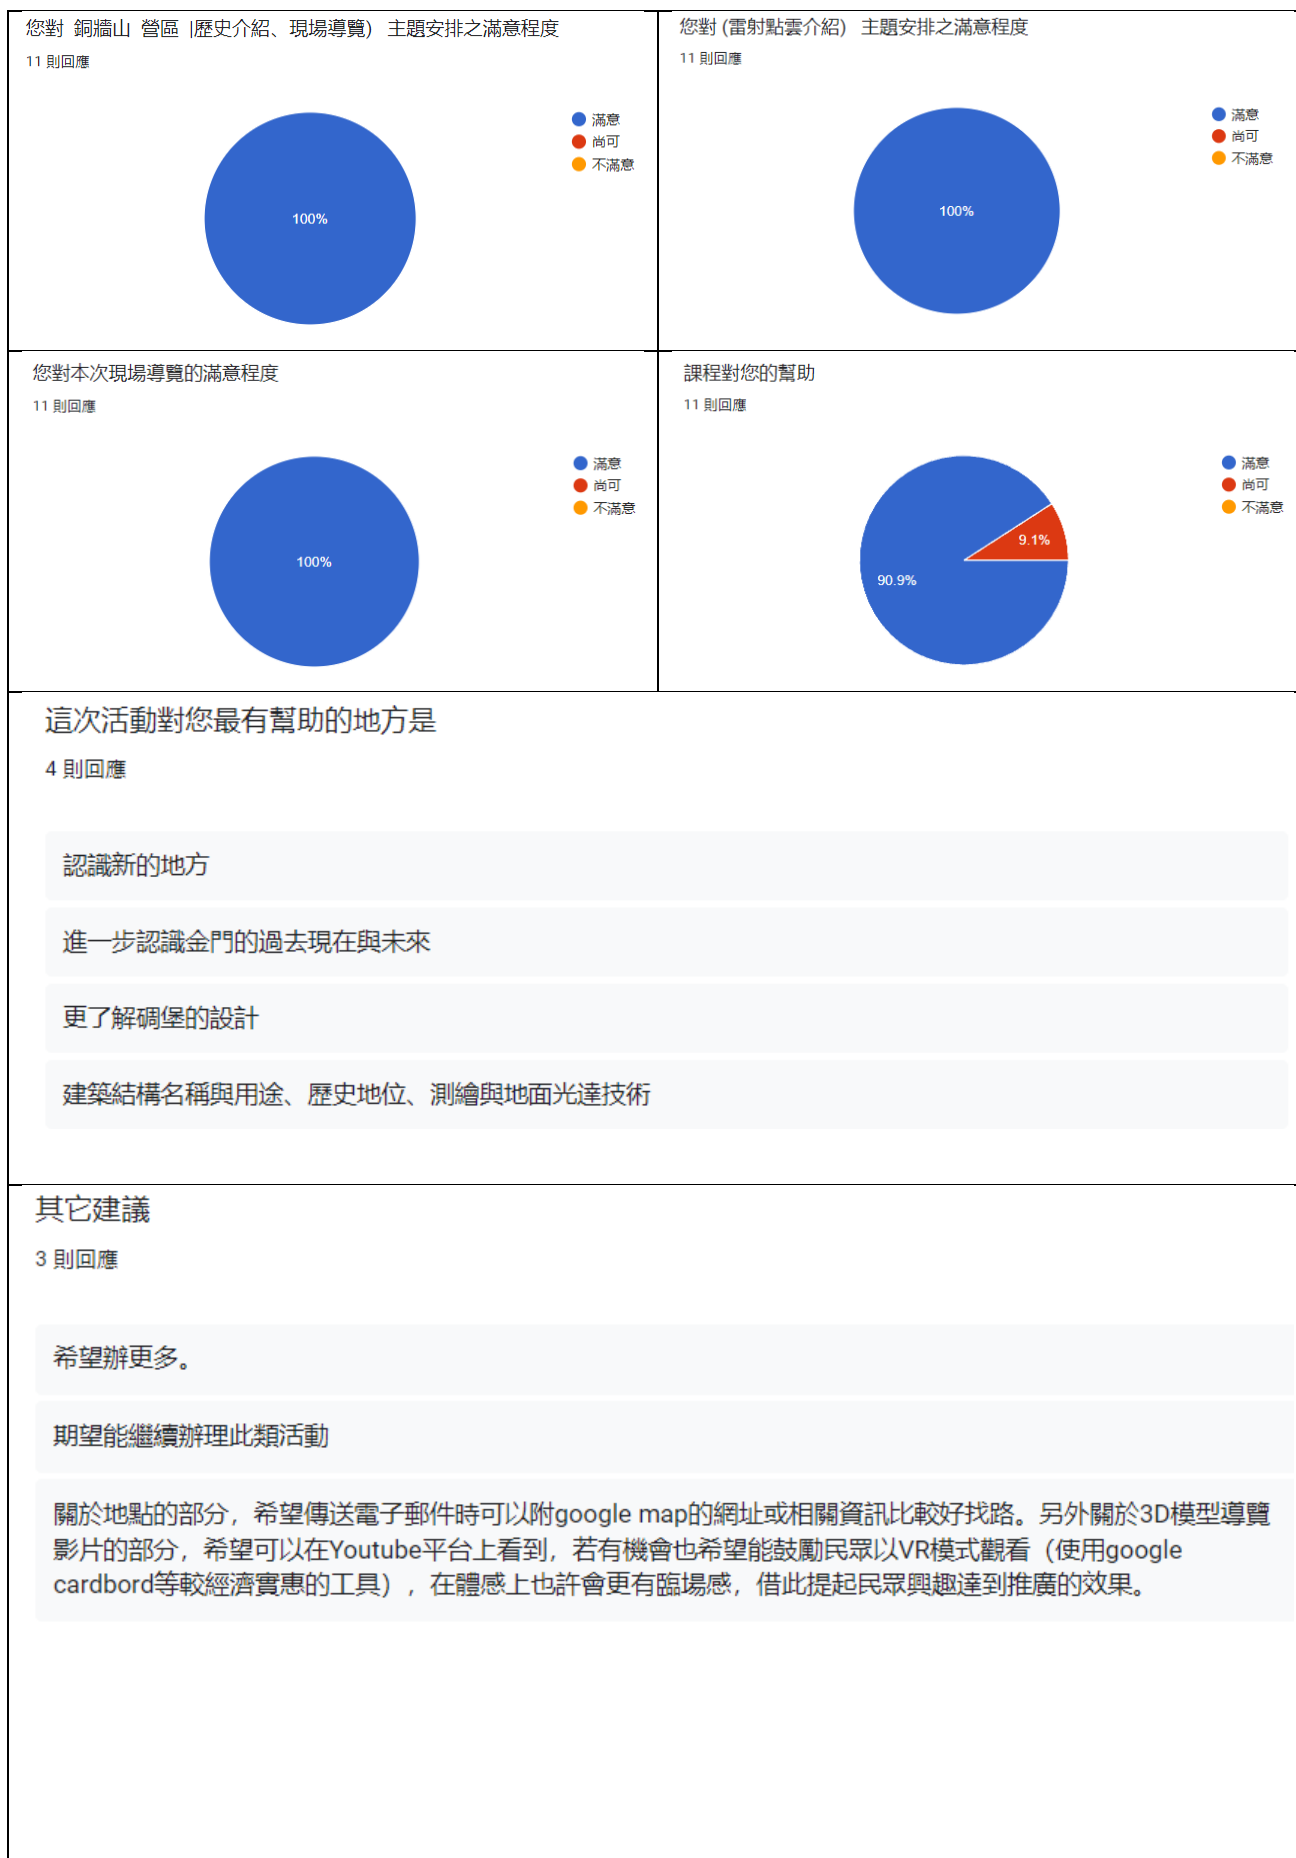 您對 銅牆山 營區 |歷史介紹、現場導覽) 主題安排之滿意程度
11 則回應
100%
滿意
尚可
不滿意
您對 (雷射點雲介紹) 主題安排之滿意程度
11 則回應
100%
滿意
尚可
不滿意
您對本次現場導覽的滿意程度
11 則回應
100%
滿意
尚可
不滿意
課程對您的幫助
11 則回應
9.1%
90.9%
滿意
尚可
不滿意
這次活動對您最有幫助的地方是
4 則回應
認識新的地方
進一步認識金門的過去現在與未來
更了解碉堡的設計
建築結構名稱與用途、歷史地位、測繪與地面光達技術
其它建議
3 則回應
希望辦更多。
期望能繼續辦理此類活動
關於地點的部分，希望傳送電子郵件時可以附google map的網址或相關資訊比較好找路。另外關於3D模型導覽
影片的部分，希望可以在Youtube平台上看到，若有機會也希望能鼓勵民眾以VR模式觀看（使用google
cardbord等較經濟實惠的工具），在體感上也許會更有臨場感，借此提起民眾興趣達到推廣的效果。